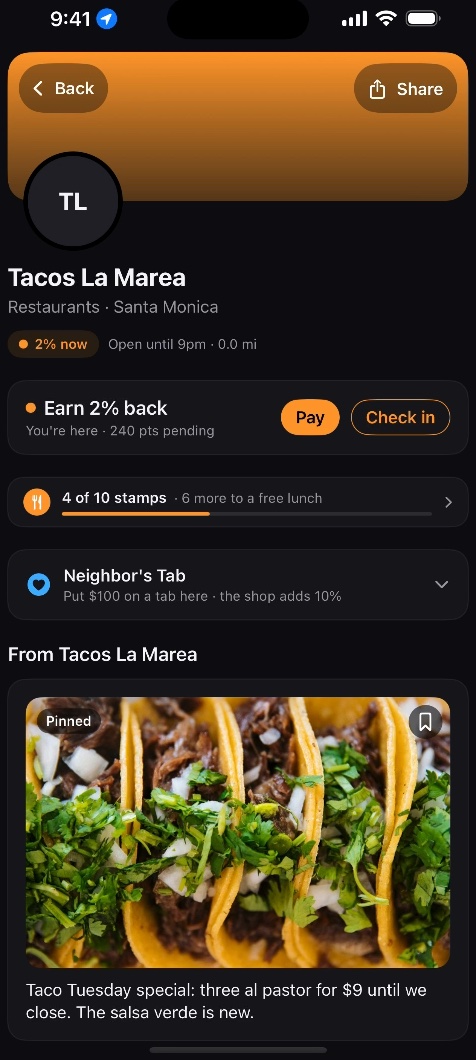 9:41
Back
Share
TL
Tacos La Marea
Restaurants · Santa Monica
2% now
Open until 9pm · 0.0 mi
Earn 2% back
You're here · 240 pts pending
Pay
Check in
4 of 10 stamps · 6 more to a free lunch
Neighbor's Tab
Put $100 on a tab here · the shop adds 10%
From Tacos La Marea
Pinned
Taco Tuesday special: three al pastor for $9 until we
close. The salsa verde is new.